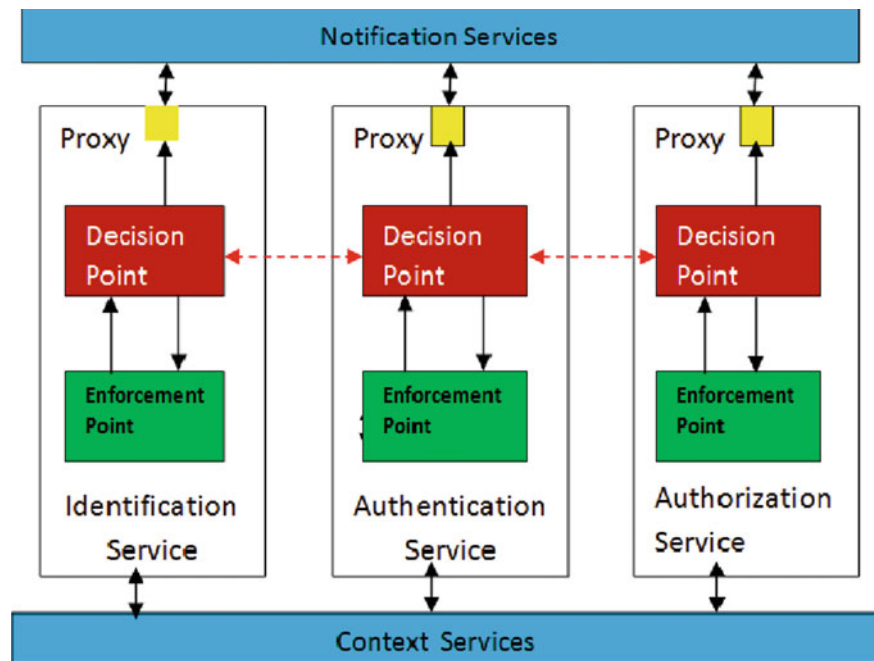 Notification Services
Proxy
Decision
Point
Enforcement
Point
Identification
Service
Proxy
Decision
Point
Enforcement
Point
Authentication
Service
Proxy
Decision
Point
Enforcement
Point
Authorization
Service
Context Services